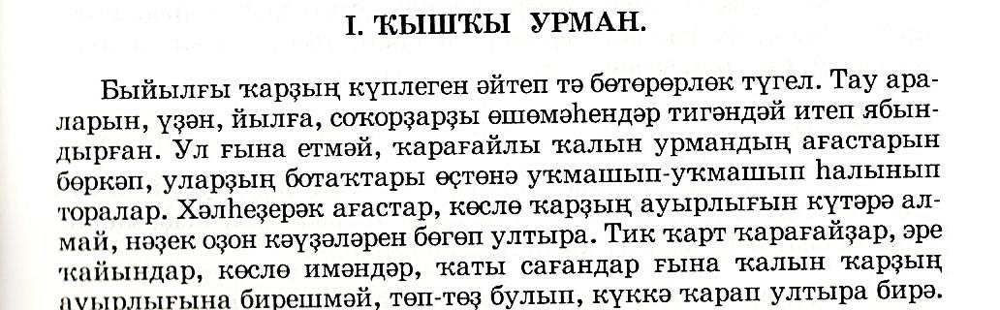 I. ҠЫШҠЫ УРМАН.
Быйылғы ҡарҙың күплеген әйтеп тә бөтөрөрлөк түгел. Тау ара-
ларын, үҙән, йылға, соҡорҙарҙы өшөмәһендәр тигәндәй итеп ябын-
дырған. Ул ғына етмәй, ҡарағайлы ҡалын урмандың ағастарын
бөркәп, уларҙың ботаҡтары өҫтөнә уҡмашып-уҡмашып һалынып
торалар. Хәлһеҙерәк ағастар, көслө ҡарҙың ауырлығын күтәрә ал-
май, нәҙек оҙон кәүҙәләрен бөгөп ултыра. Тик ҡарт ҡарағайҙар, эре
ҡайындар, көслө имәндәр, ҡаты сағандар ғына ҡалын ҡарҙың
ауырлығына бирешмәй, төп-төҙ булып, күккә ҡарап ултыра бирә.